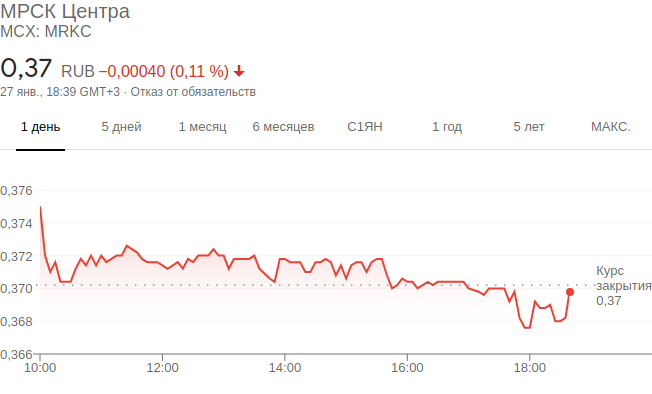 МРСК Центра
MCX: MRKC
0,37 RUB −0,00040 (0,11 %)
27 янв., 18:39 GMT+3 · Отказ от обязательств
1 день 5 дней 1 месяц 6 месяцев С1ЯН 1 год 5 лет МАКС.
0,376
0,374
0,372
0,370
0,368
0,366
Курс
закрытия
0,37
10:00 12:00 14:00 16:00 18:00